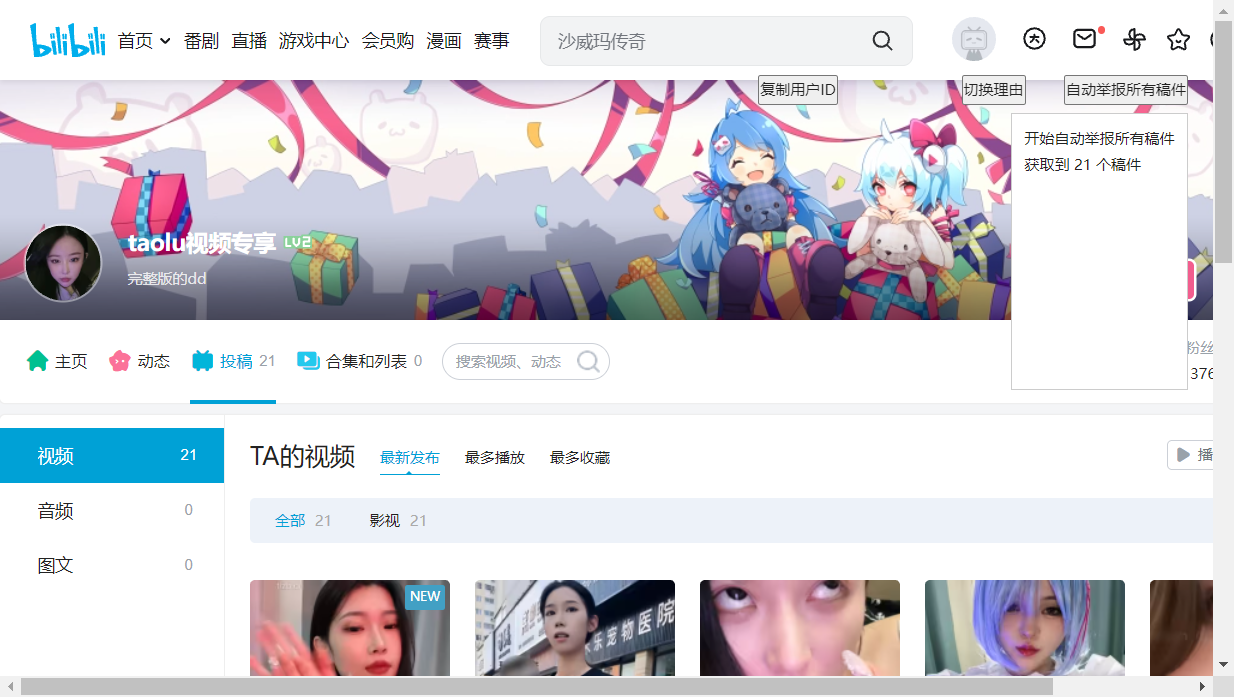 bilibili
首页
番剧
直播
游戏中心
会员购
漫画
赛事
沙威玛传奇
复制用户ID
切换理由
自动举报所有稿件
开始自动举报所有稿件
获取到 21 个稿件
taolu视频专享 LV2
完整版的dd
主页
动态
投稿 21
合集和列表 0
搜索视频、动态
粉丝
376
视频 21
音频 0
图文 0
TA的视频
最新发布
最多播放
最多收藏
播
全部 21
影视 21
NEW
乐宠物医院